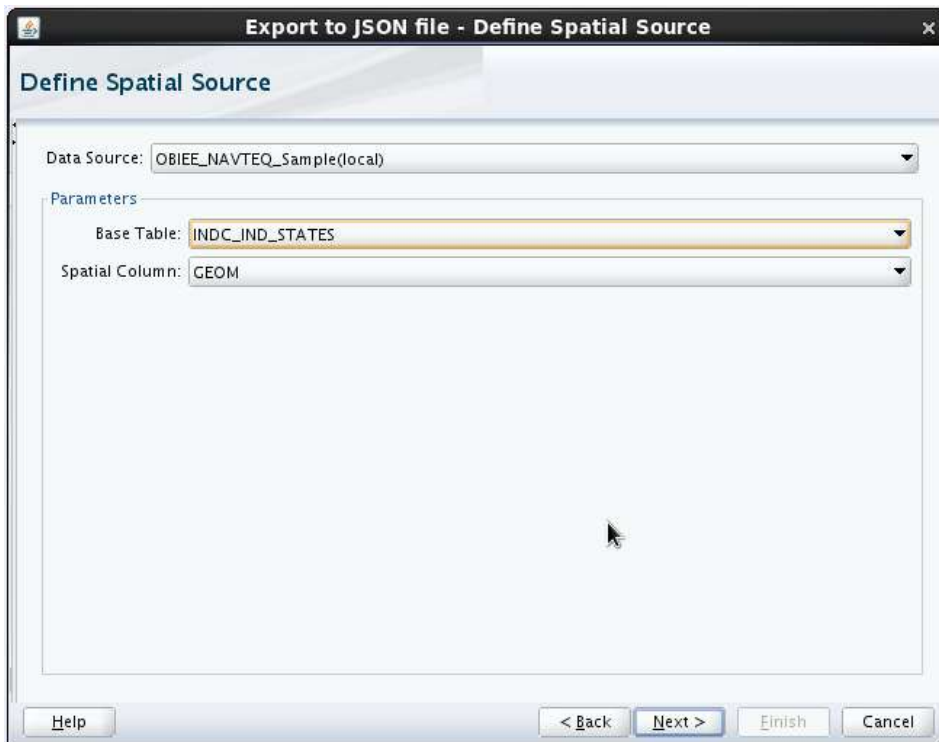 Export to JSON file - Define Spatial Source
Define Spatial Source
Data Source: OBIEE_NAVTEQ_Sample(local)
Parameters
Base Table: INDC_IND_STATES
Spatial Column: GEOM
Help < Back Next > Finish Cancel